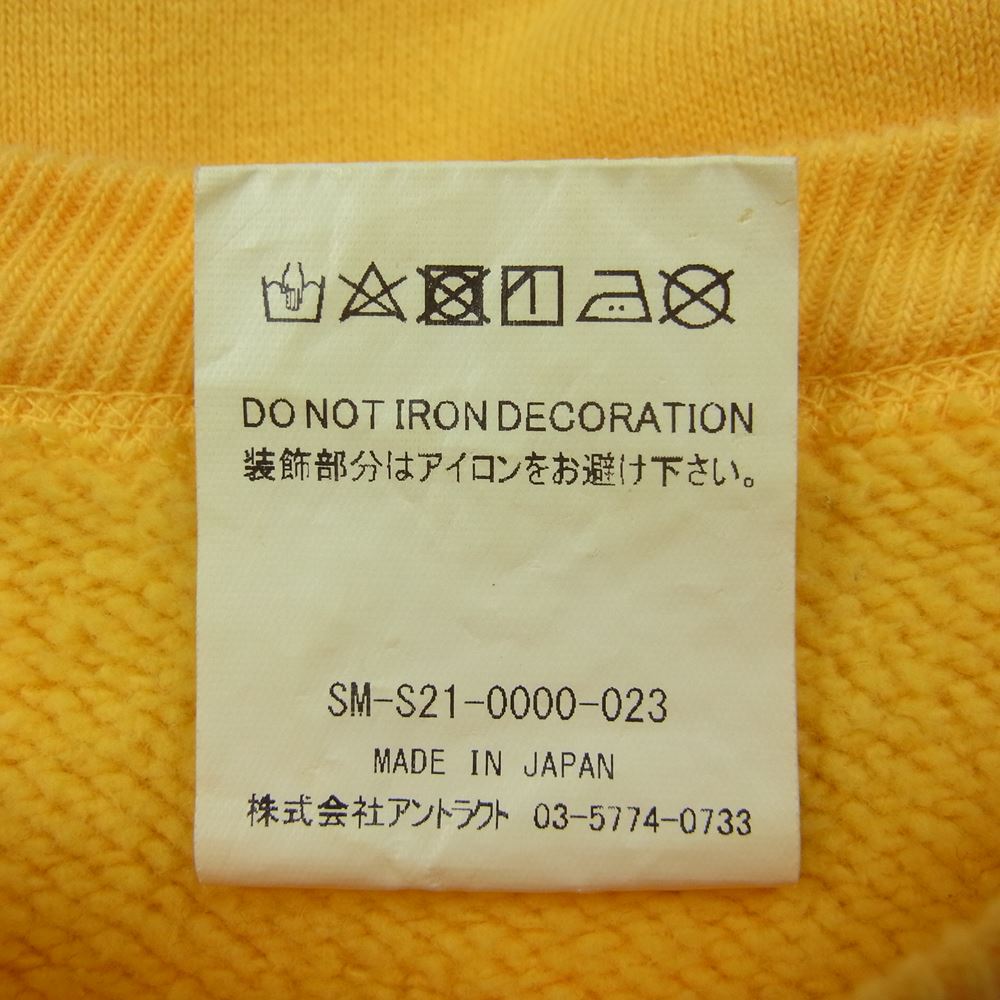 DO NOT IRON DECORATION
装飾部分はアイロンをお避け下さい。
SM-S21-0000-023
MADE IN JAPAN
株式会社アントラクト 03-5774-0733